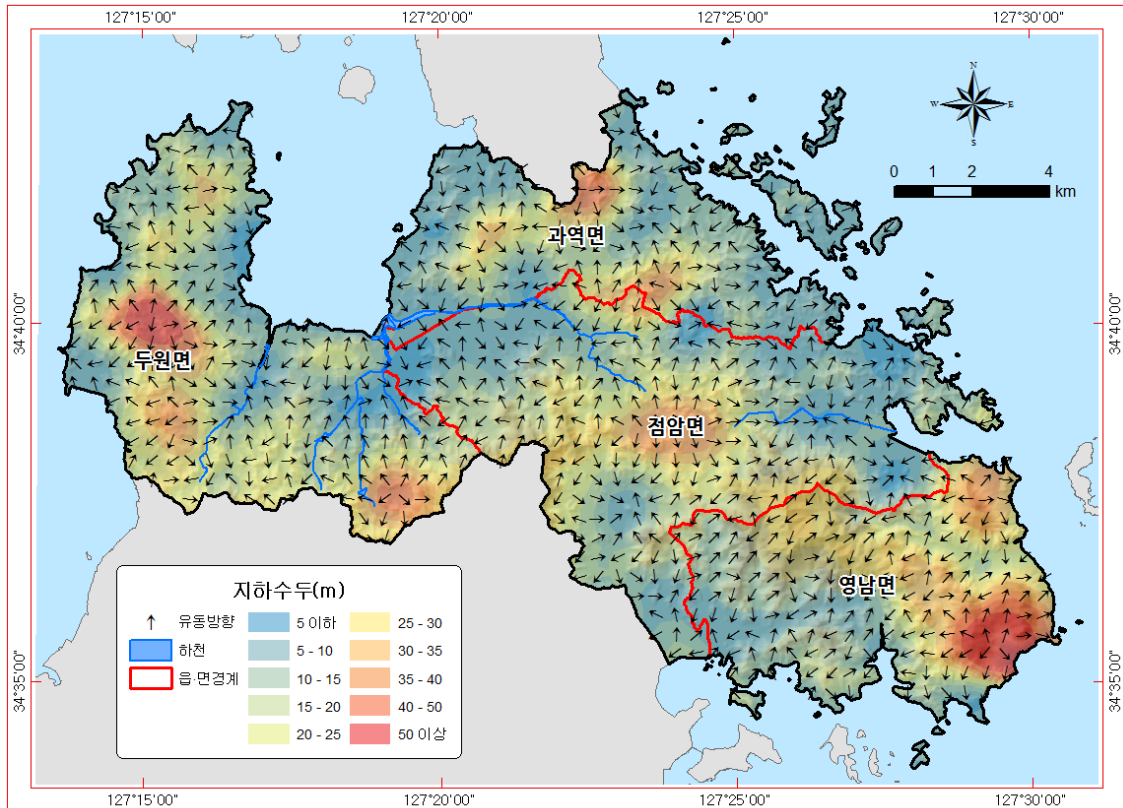 127°15'00"
127°20'00"
127°25'00"
127°30'00"
N
W
E
S
0 1 2 4
km
과역면
34°40'00"
34°40'00"
두원면
점암면
영남면
지하수두(m)
유동방향
하천
읍·면경계
5 이하
5 - 10
10 - 15
15 - 20
20 - 25
25 - 30
30 - 35
35 - 40
40 - 50
50 이상
34°35'00"
34°35'00"
127°15'00"
127°20'00"
127°25'00"
127°30'00"